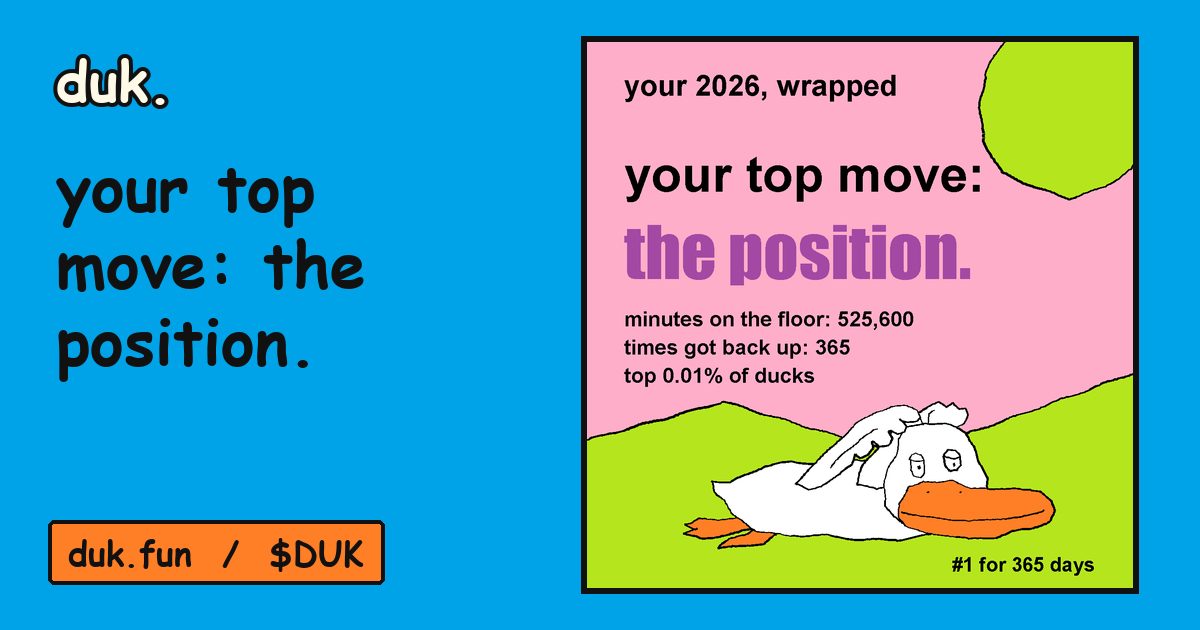 duk.
your top
move: the
position.
duk.fun / $DUK
your 2026, wrapped
your top move:
the position.
minutes on the floor: 525,600
times got back up: 365
top 0.01% of ducks
#1 for 365 days